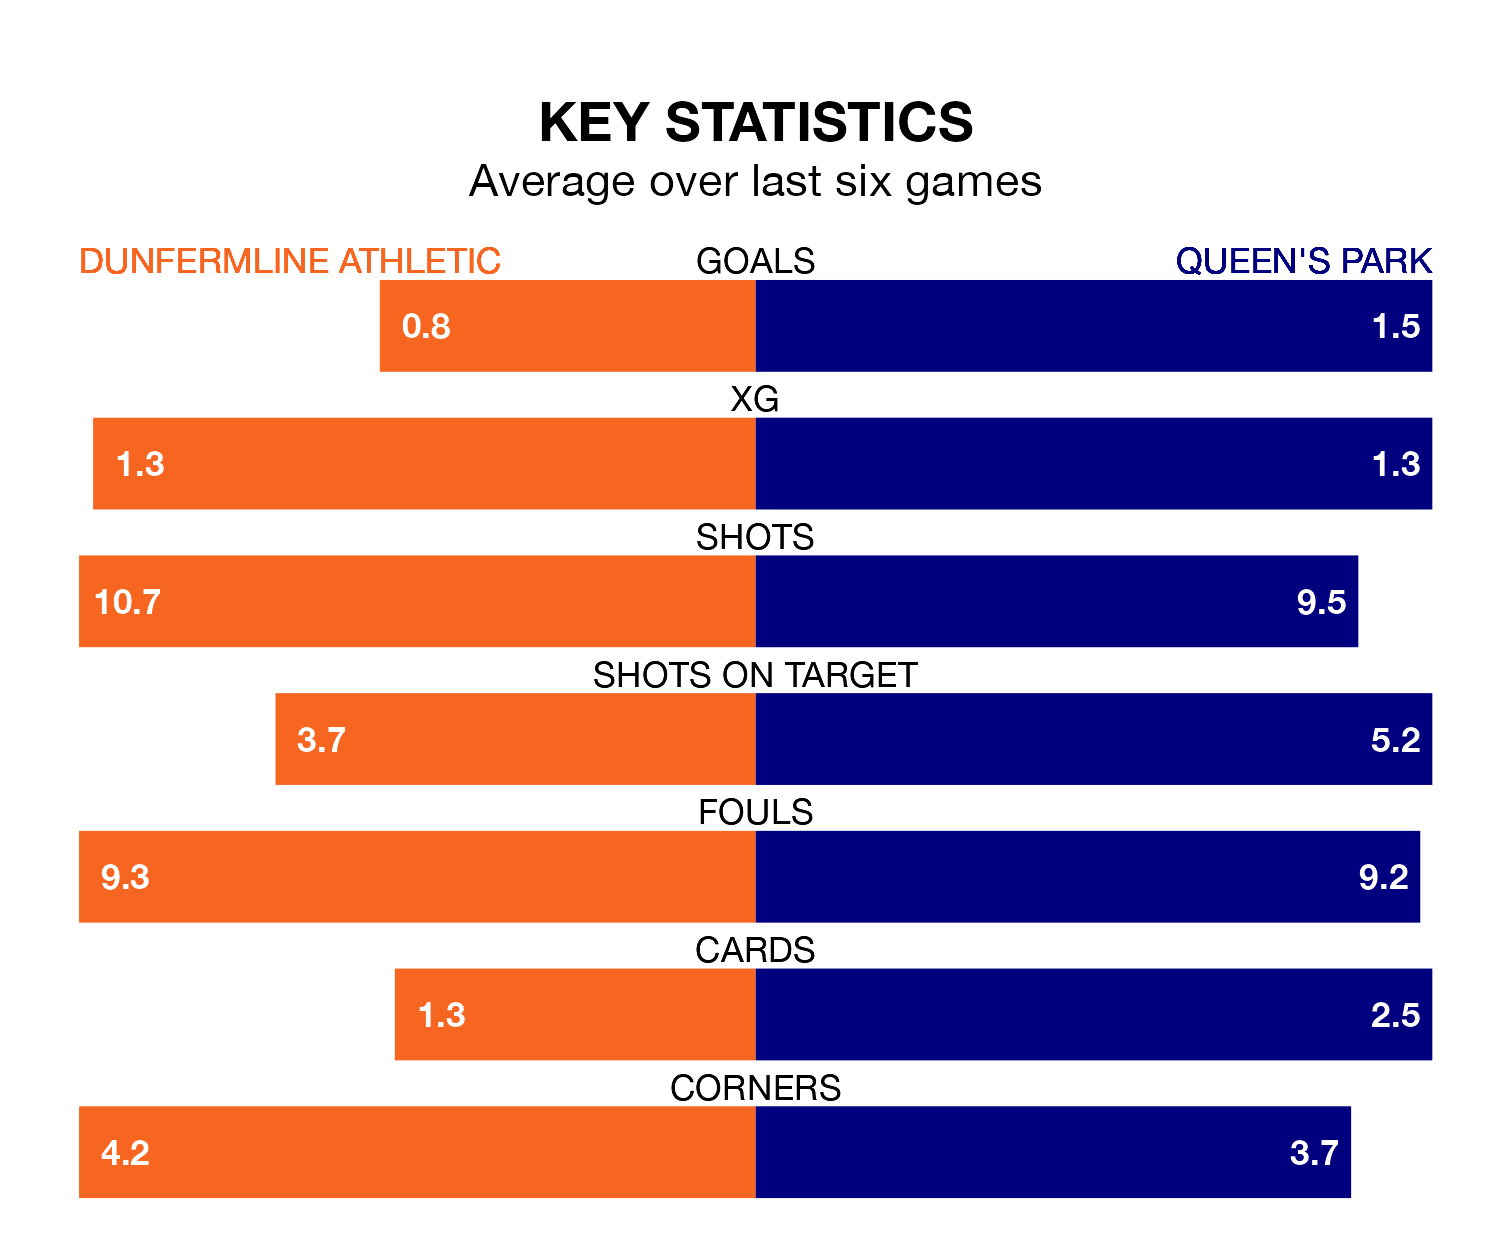 KEY STATISTICS
Average over last six games
DUNFERMLINE ATHLETIC GOALS QUEEN'S PARK
0.8 1.5
XG
1.3 1.3
SHOTS
10.7 9.5
SHOTS ON TARGET
3.7 5.2
FOULS
9.3 9.2
CARDS
1.3 2.5
CORNERS
4.2 3.7